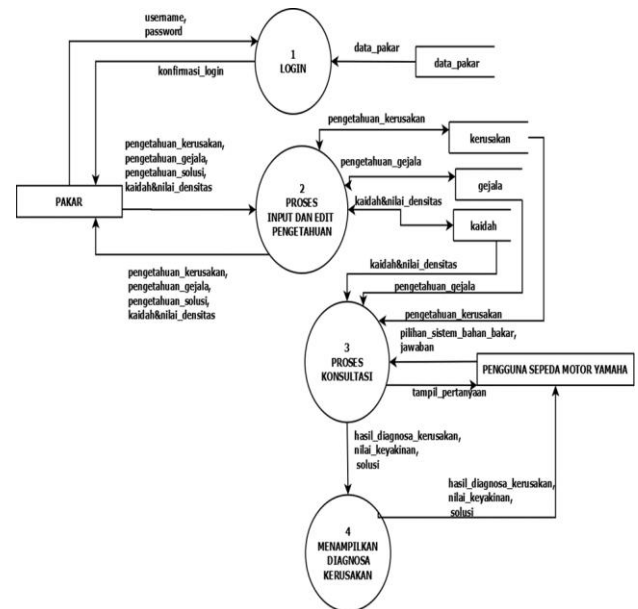 username,
password
1
LOGIN
data_pakar
data_pakar
konfirmasi_login
pengetahuan_kerusakan
kerusakan
pengetahuan_kerusakan,
pengetahuan_gejala,
pengetahuan_solusi,
kaidah&nilai_densitas
pengetahuan_gejala
gejala
PAKAR
2
PROSES
INPUT DAN EDIT
PENGETAHUAN
kaidah&nilai_densitas
kaidah
pengetahuan_kerusakan,
pengetahuan_gejala,
pengetahuan_solusi,
kaidah&nilai_densitas
kaidah&nilai_densitas
pengetahuan_gejala
pengetahuan_kerusakan
pilihan_sistem_bahan_bakar,
jawaban
3
PROSES
KONSULTASI
PENGGUNA SEPEDA MOTOR YAMAHA
tampil_pertanyaan
hasil_diagnosa_kerusakan,
nilai_keyakinan,
solusi
hasil_diagnosa_kerusakan,
nilai_keyakinan,
solusi
4
MENAMPILKAN
DIAGNOSA
KERUSAKAN